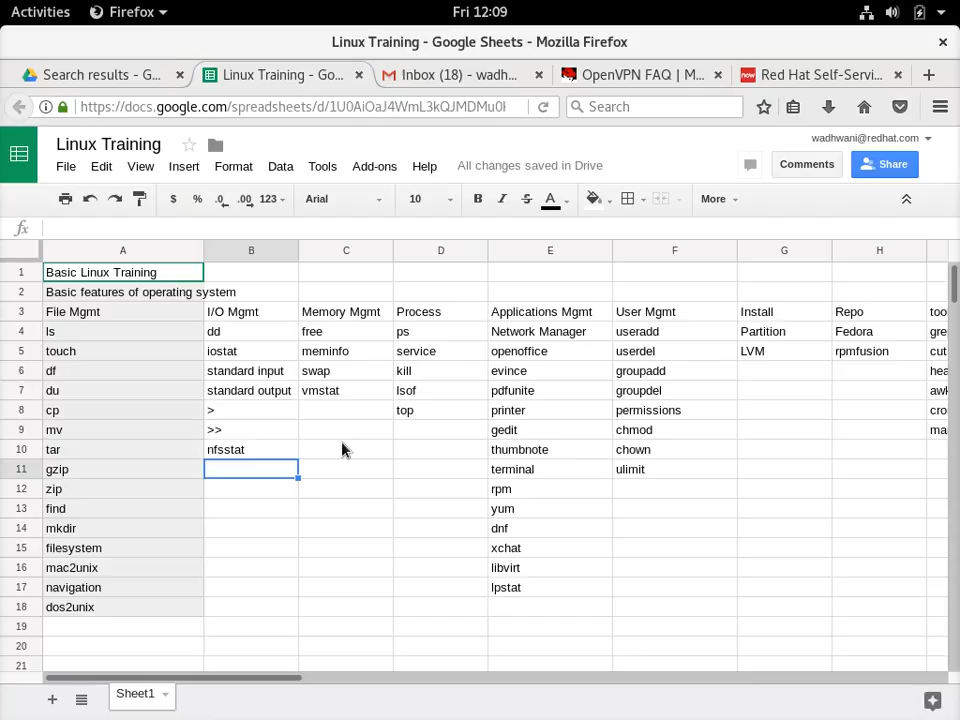 Activities Firefox Fri 12:09
Linux Training - Google Sheets - Mozilla Firefox
Search results - G... Linux Training - Go... Inbox (18) - wadh... OpenVPN FAQ | M... Red Hat Self-Servi...
https://docs.google.com/spreadsheets/d/1U0AiOaJ4WmL3kQJMDMu0k Search
Linux Training wadhwani@redhat.com
File Edit View Insert Format Data Tools Add-ons Help All changes saved in Drive Comments Share
$ % .0 .00 123 Arial 10 B I S A More
fx
A B C D E F G H
1 Basic Linux Training
2 Basic features of operating system
3 File Mgmt I/O Mgmt Memory Mgmt Process Applications Mgmt User Mgmt Install Repo too
4 ls dd free ps Network Manager useradd Partition Fedora gre
5 touch iostat meminfo service openoffice userdel LVM rpmfusion cut
6 df standard input swap kill evince groupadd hea
7 du standard output vmstat lsof pdfunite groupdel awk
8 cp > top printer permissions cro
9 mv >> gedit chmod ma
10 tar nfsstat thumbnote chown
11 gzip terminal ulimit
12 zip rpm
13 find yum
14 mkdir dnf
15 filesystem xchat
16 mac2unix libvirt
17 navigation lpstat
18 dos2unix
19
20
21
Sheet1